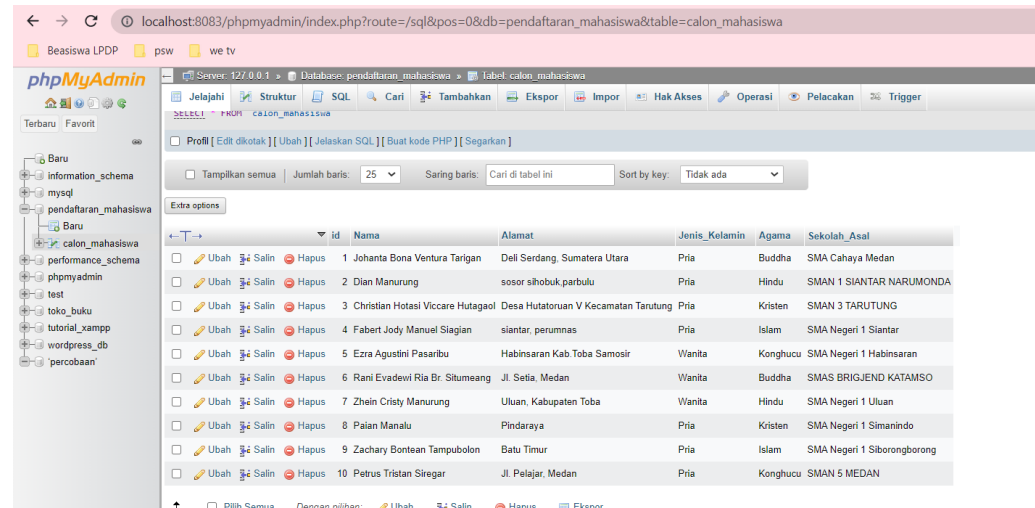 localhost:8083/phpmyadmin/index.php?route=/sql&pos=0&db=pendaftaran_mahasiswa&table=calon_mahasiswa
Beasiswa LPDP psw we tv
phpMyAdmin
Terbaru Favorit
Baru
information_schema
mysql
pendaftaran_mahasiswa
Baru
calon_mahasiswa
performance_schema
phpmyadmin
test
toko_buku
tutorial_xampp
wordpress_db
'percobaan'
Server: 127.0.0.1 » Database: pendaftaran_mahasiswa » Tabel: calon_mahasiswa
Jelajahi Struktur SQL Cari Tambahkan Ekspor Impor Hak Akses Operasi Pelacakan Trigger
SELECT * FROM `calon_mahasiswa`
Profil [ Edit dikotak ] [ Ubah ] [ Jelaskan SQL ] [ Buat kode PHP ] [ Segarkan ]
Tampilkan semua | Jumlah baris: 25 Saring baris: Cari di tabel ini Sort by key: Tidak ada
Extra options
←T→ id Nama Alamat Jenis_Kelamin Agama Sekolah_Asal
Ubah Salin Hapus 1 Johanta Bona Ventura Tarigan Deli Serdang, Sumatera Utara Pria Buddha SMA Cahaya Medan
Ubah Salin Hapus 2 Dian Manurung sosor sihobuk,parbulu Pria Hindu SMAN 1 SIANTAR NARUMONDA
Ubah Salin Hapus 3 Christian Hotasi Viccare Hutagaol Desa Hutatoruan V Kecamatan Tarutung Pria Kristen SMAN 3 TARUTUNG
Ubah Salin Hapus 4 Fabert Jody Manuel Siagian siantar, perumnas Pria Islam SMA Negeri 1 Siantar
Ubah Salin Hapus 5 Ezra Agustini Pasaribu Habinsaran Kab.Toba Samosir Wanita Konghucu SMA Negeri 1 Habinsaran
Ubah Salin Hapus 6 Rani Evadewi Ria Br. Situmeang Jl. Setia, Medan Wanita Buddha SMAS BRIGJEND KATAMSO
Ubah Salin Hapus 7 Zhein Cristy Manurung Uluan, Kabupaten Toba Wanita Hindu SMA Negeri 1 Uluan
Ubah Salin Hapus 8 Paian Manalu Pindaraya Pria Kristen SMA Negeri 1 Simanindo
Ubah Salin Hapus 9 Zachary Bontean Tampubolon Batu Timur Pria Islam SMA Negeri 1 Siborongborong
Ubah Salin Hapus 10 Petrus Tristan Siregar Jl. Pelajar, Medan Pria Konghucu SMAN 5 MEDAN
Pilih Semua Dengan pilihan: Ubah Salin Hapus Ekspor